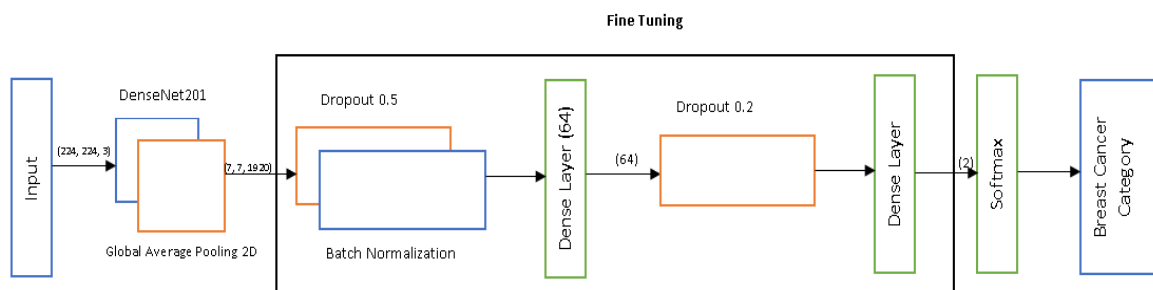 Fine Tuning
Input
(224, 224, 3)
DenseNet201
Global Average Pooling 2D
(7, 7, 1920)
Dropout 0.5
Batch Normalization
Dense Layer (64)
(64)
Dropout 0.2
Dense Layer
(2)
Softmax
Breast Cancer
Category